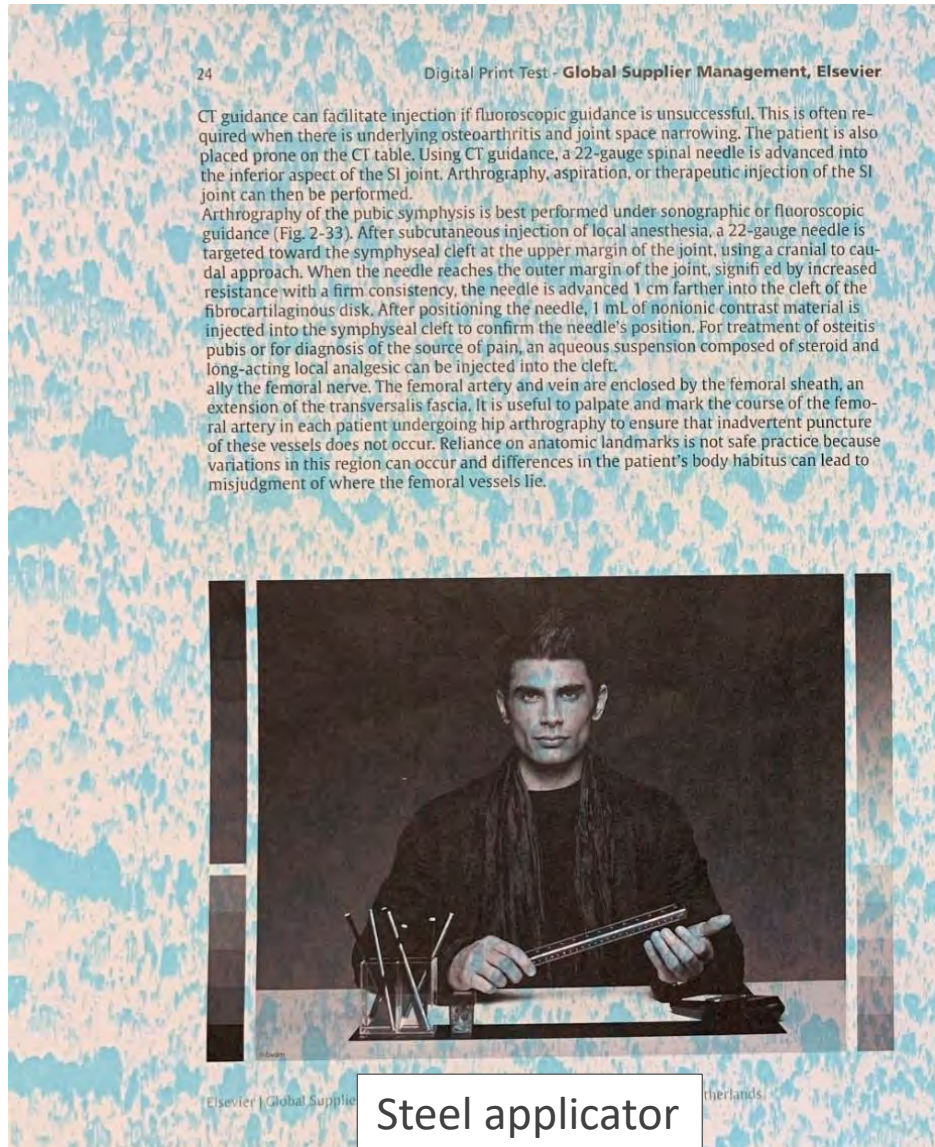 24
Digital Print Test - Global Supplier Management, Elsevier
CT guidance can facilitate injection if fluoroscopic guidance is unsuccessful. This is often re-
quired when there is underlying osteoarthritis and joint space narrowing. The patient is also
placed prone on the CT table. Using CT guidance, a 22-gauge spinal needle is advanced into
the inferior aspect of the SI joint. Arthrography, aspiration, or therapeutic injection of the SI
joint can then be performed.
Arthrography of the pubic symphysis is best performed under sonographic or fluoroscopic
guidance (Fig. 2-33). After subcutaneous injection of local anesthesia, a 22-gauge needle is
targeted toward the symphyseal cleft at the upper margin of the joint, using a cranial to cau-
dal approach. When the needle reaches the outer margin of the joint, signifi ed by increased
resistance with a firm consistency, the needle is advanced 1 cm farther into the cleft of the
fibrocartilaginous disk. After positioning the needle, 1 mL of nonionic contrast material is
injected into the symphyseal cleft to confirm the needle's position. For treatment of osteitis
pubis or for diagnosis of the source of pain, an aqueous suspension composed of steroid and
long-acting local analgesic can be injected into the cleft.
ally the femoral nerve. The femoral artery and vein are enclosed by the femoral sheath, an
extension of the transversalis fascia. It is useful to palpate and mark the course of the femo-
ral artery in each patient undergoing hip arthrography to ensure that inadvertent puncture
of these vessels does not occur. Reliance on anatomic landmarks is not safe practice because
variations in this region can occur and differences in the patient's body habitus can lead to
misjudgment of where the femoral vessels lie.
Elsevier | Global Supplie therlands
Steel applicator